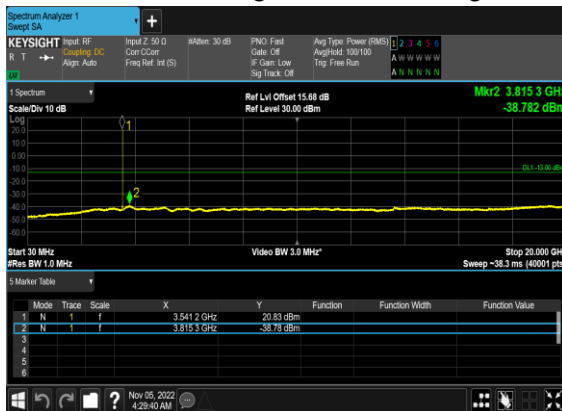 Spectrum Analyzer 1
Swept SA
+
KEYSIGHT Input: RF Input Z: 50 Ω #Atten: 30 dB PNO: Fast Avg Type: Power (RMS) 1 2 3 4 5 6
R T Coupling: DC Corr CCorr Gate: Off Avg|Hold: 100/100 A W W W W W
Align: Auto Freq Ref: Int (S) IF Gain: Low Trig: Free Run
Sig Track: Off A N N N N N
1 Spectrum
Scale/Div 10 dB Ref Lvl Offset 15.68 dB Mkr2 3.815 3 GHz
Ref Level 30.00 dBm -38.782 dBm
Log
20.0
10.0
0.00
-10.0
-20.0
-30.0
-40.0
-50.0
-60.0
1
2
DL1 -13.00 dB
Start 30 MHz Video BW 3.0 MHz* Stop 20.000 GH
#Res BW 1.0 MHz Sweep ~38.3 ms (40001 pts
5 Marker Table
Mode Trace Scale X Y Function Function Width Function Value
1 N 1 f 3.541 2 GHz 20.83 dBm
2 N 1 f 3.815 3 GHz -38.78 dBm
3
4
5
6
? Nov 05, 2022
4:29:40 AM